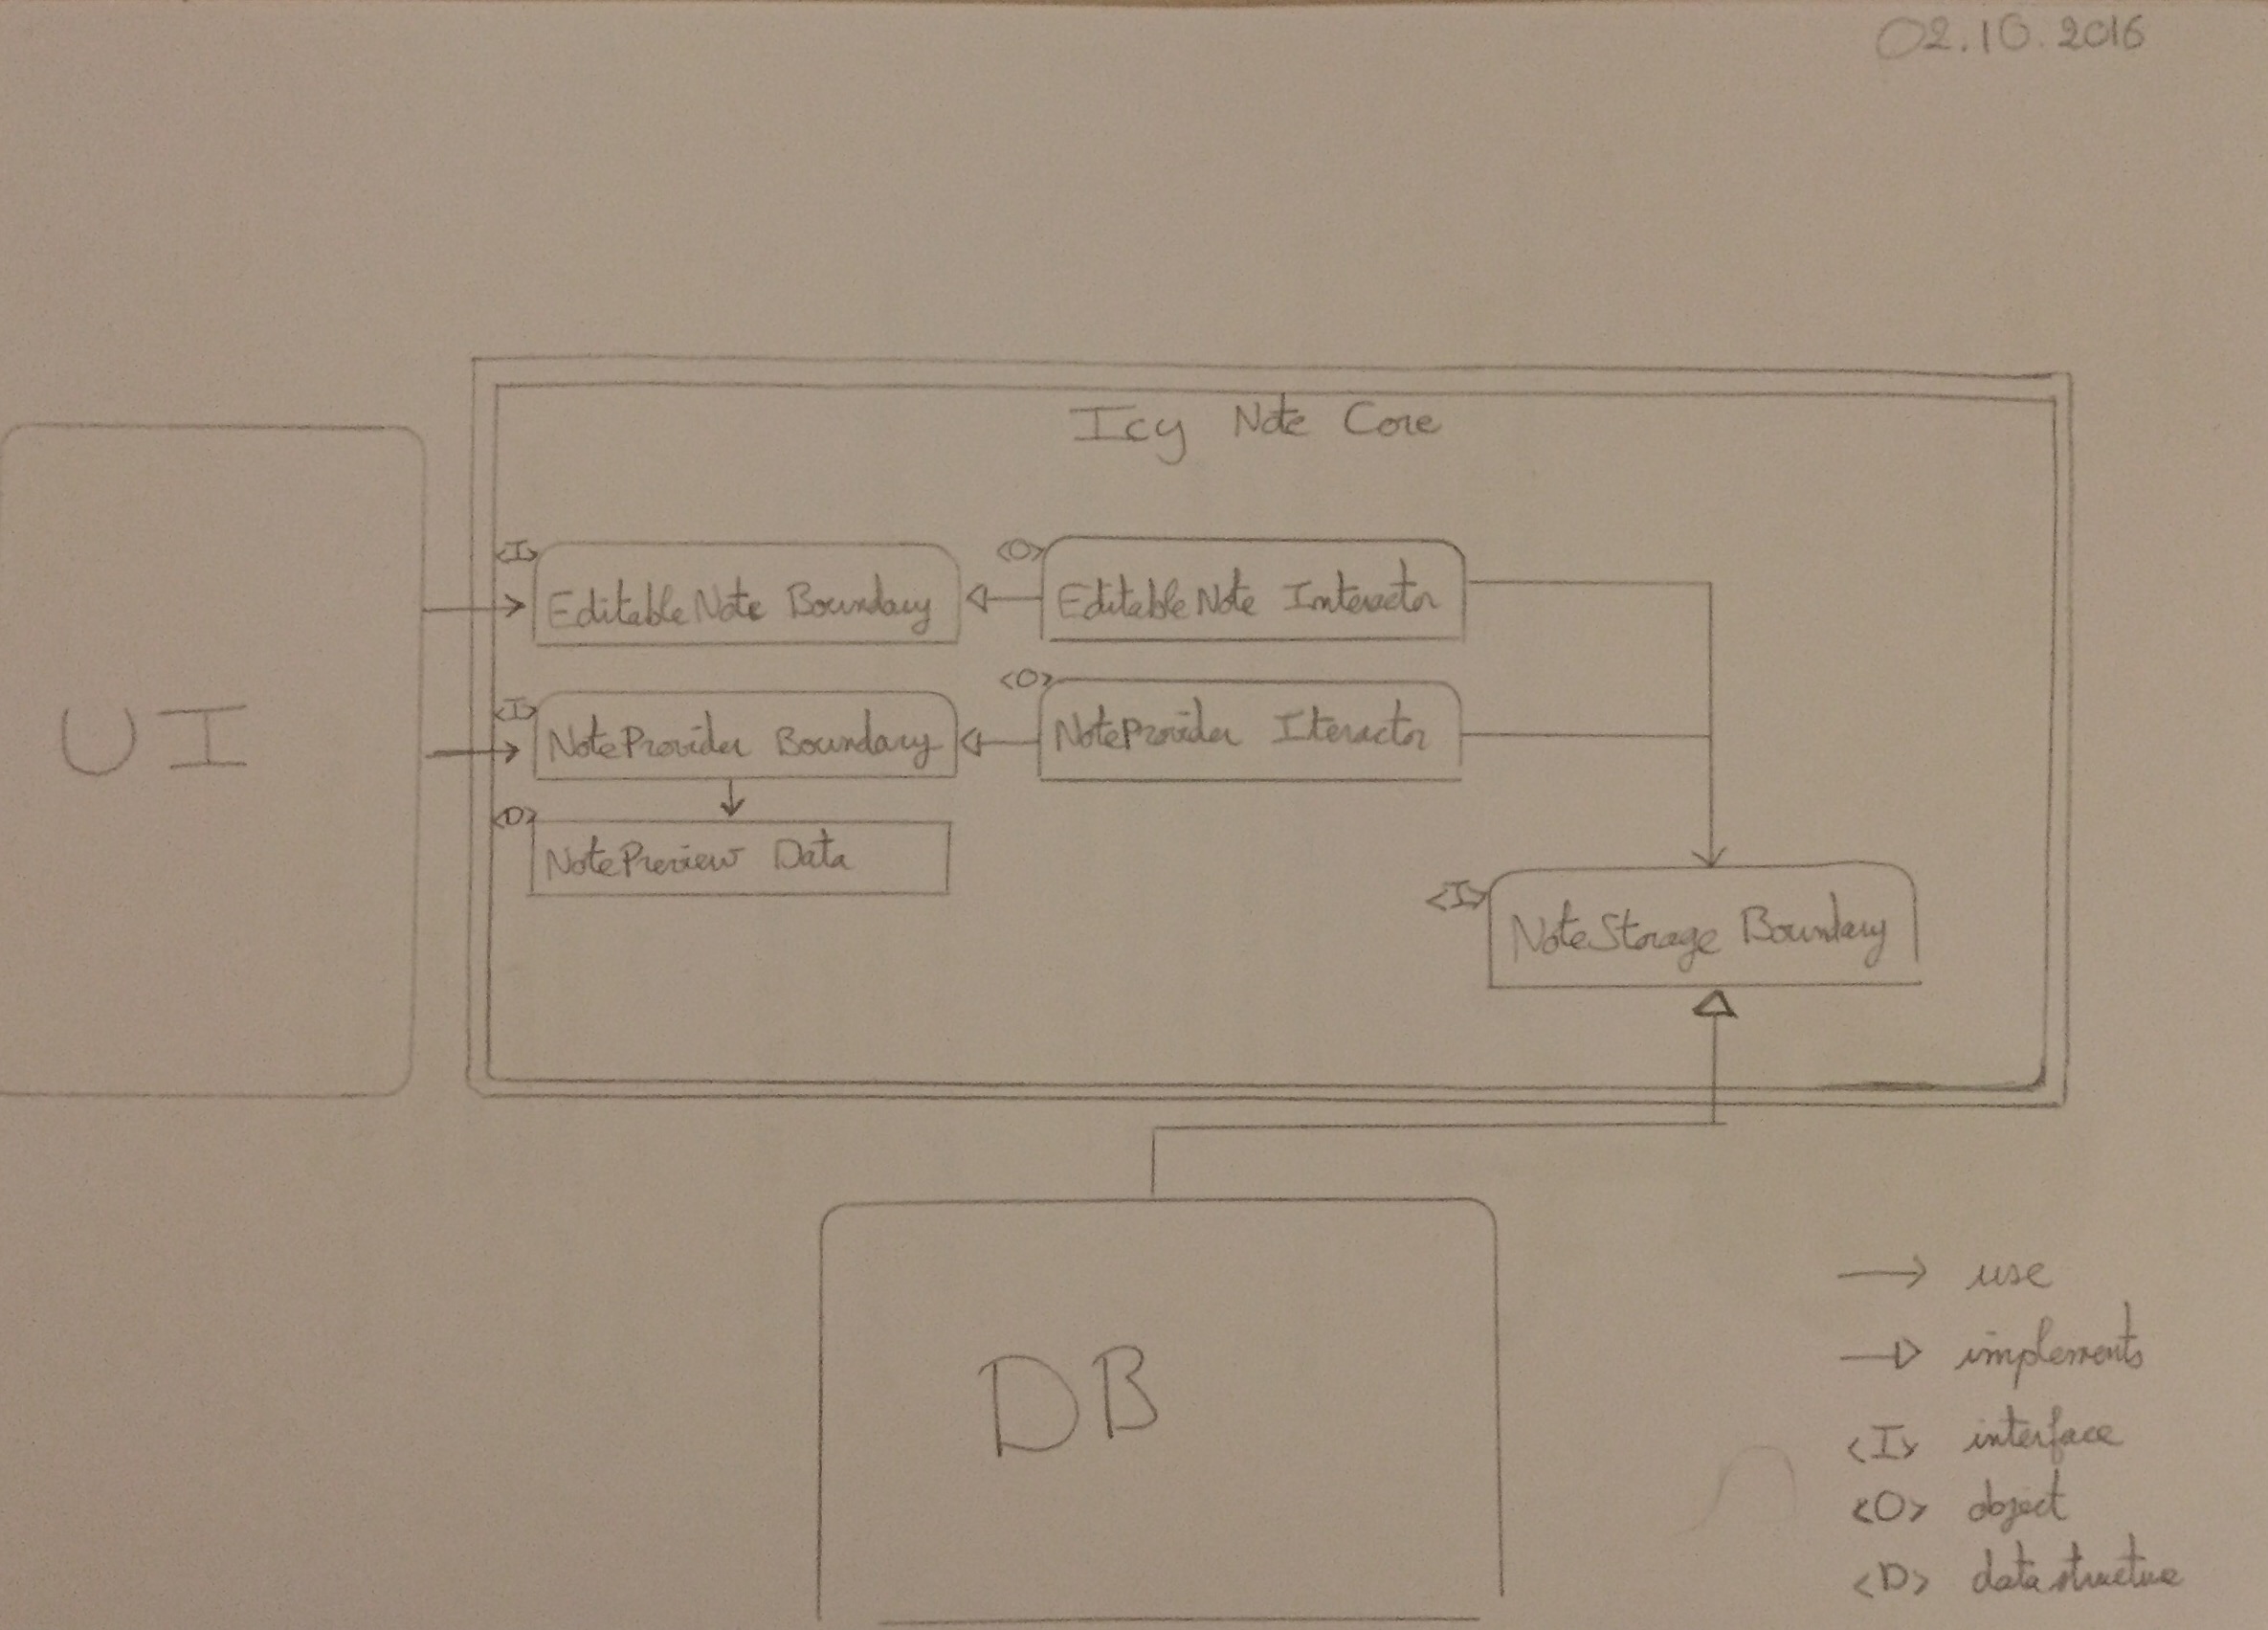 02.10.2016
Icy Note Core
<I>
<O>
EditableNote Boundary
EditableNote Interactor
<I>
<O>
NoteProvider Boundary
NoteProvider Iteractor
UI
<D>
NotePreview Data
<I>
NoteStorage Boundary
DB
use
implements
<I> interface
<O> object
<D> data structure